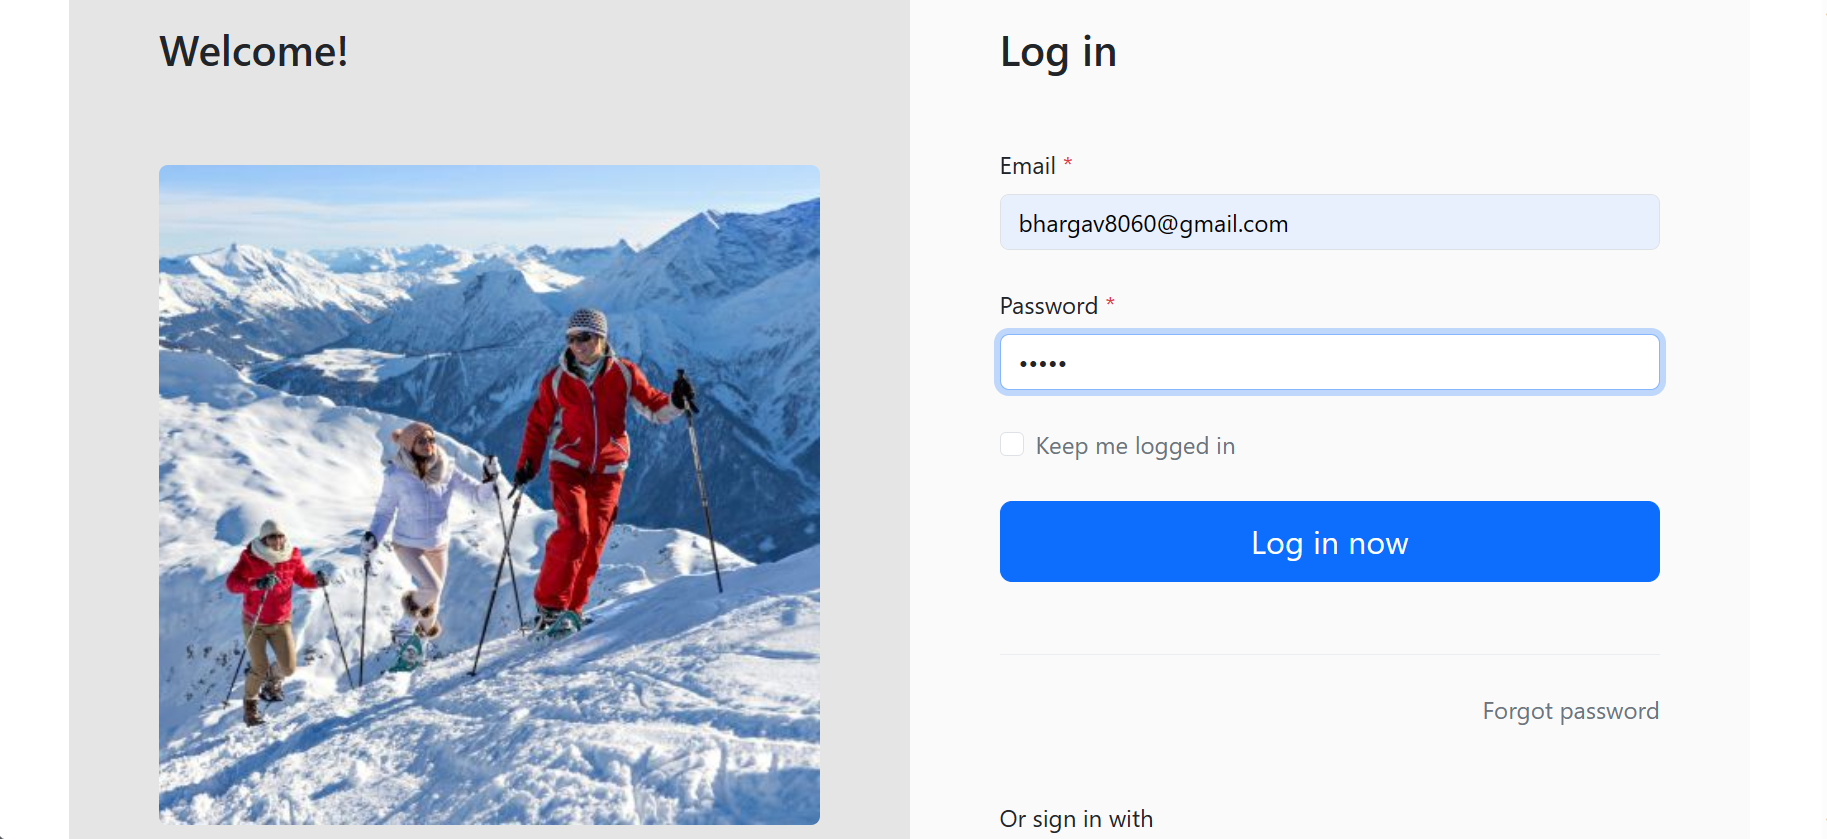 Welcome!
Log in
Email *
bhargav8060@gmail.com
Password *
•••••
Keep me logged in
Log in now
Forgot password
Or sign in with